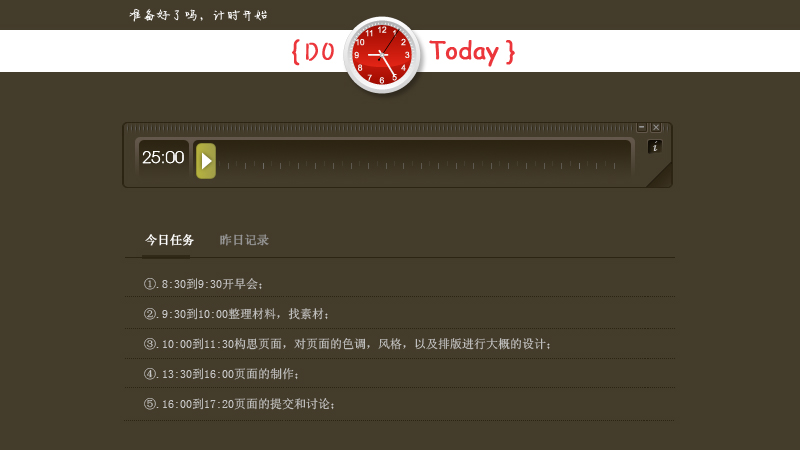 准备好了吗，计时开始
{DO Today}
12
1
2
3
4
5
6
7
8
9
10
11
25:00
i
今日任务 昨日记录
①.8:30到9:30开早会；
②.9:30到10:00整理材料，找素材；
③.10:00到11:30构思页面，对页面的色调，风格，以及排版进行大概的设计；
④.13:30到16:00页面的制作；
⑤.16:00到17:20页面的提交和讨论；